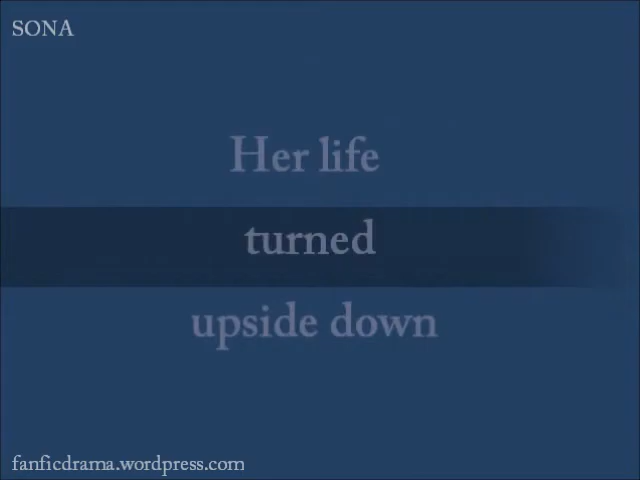 SONA
Her life
turned
upside down
fanficdrama.wordpress.com